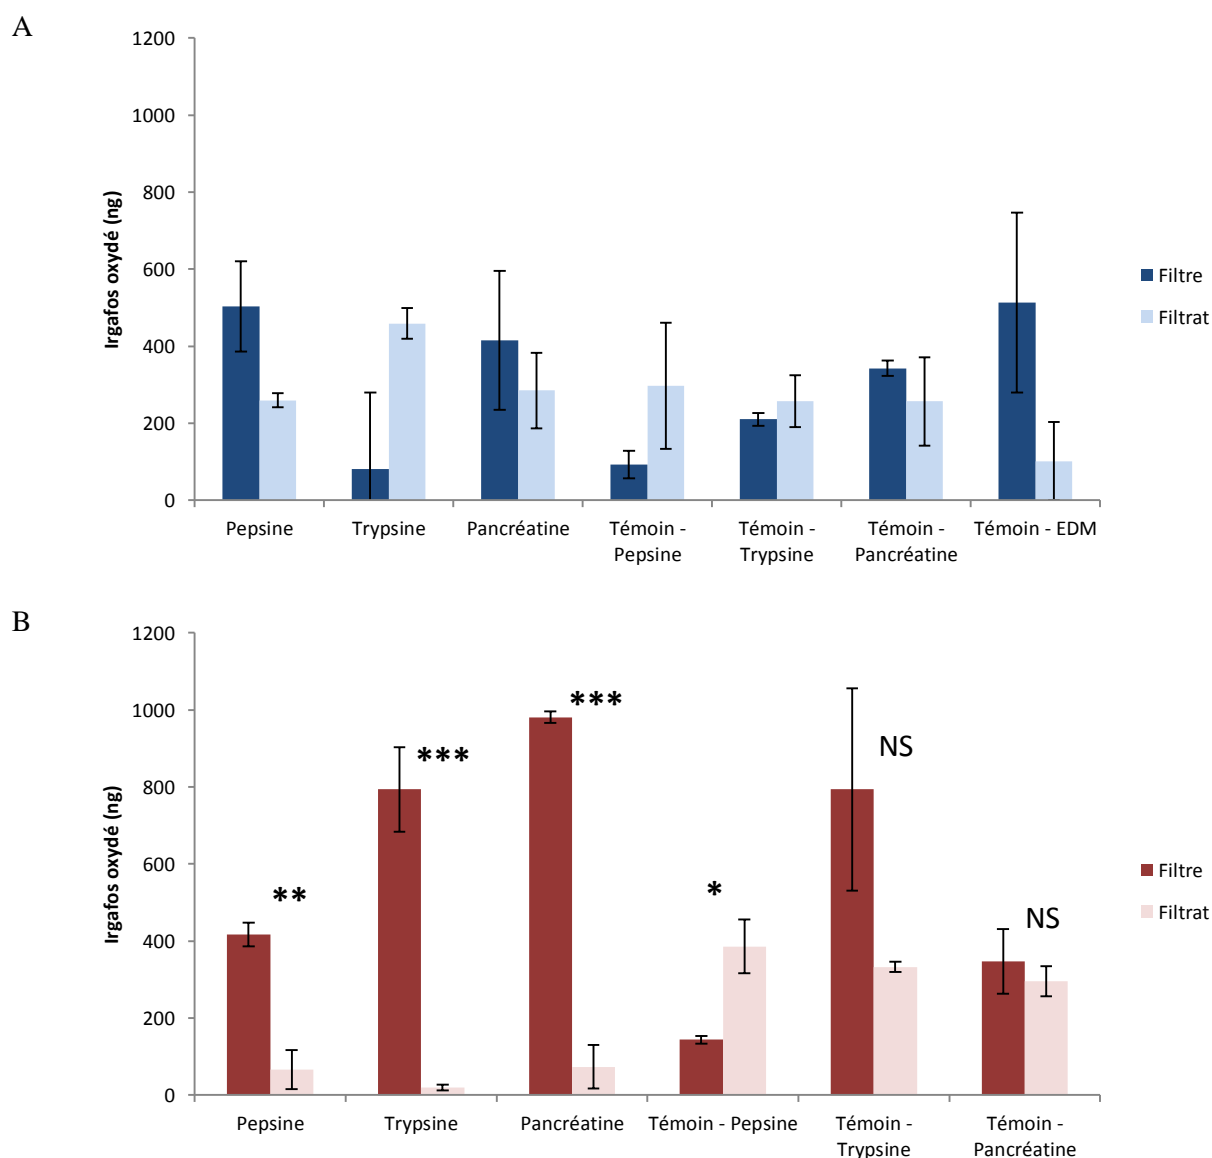 A
Irgafos oxydé (ng)
1200
1000
800
600
400
200
0
Pepsine
Trypsine
Pancréatine
Témoin -
Pepsine
Témoin -
Trypsine
Témoin -
Pancréatine
Témoin - EDM
Filtre
Filtrat
B
Irgafos oxydé (ng)
1200
1000
800
600
400
200
0
**
***
***
*
NS
NS
Pepsine
Trypsine
Pancréatine
Témoin - Pepsine
Témoin -
Trypsine
Témoin -
Pancréatine
Filtre
Filtrat